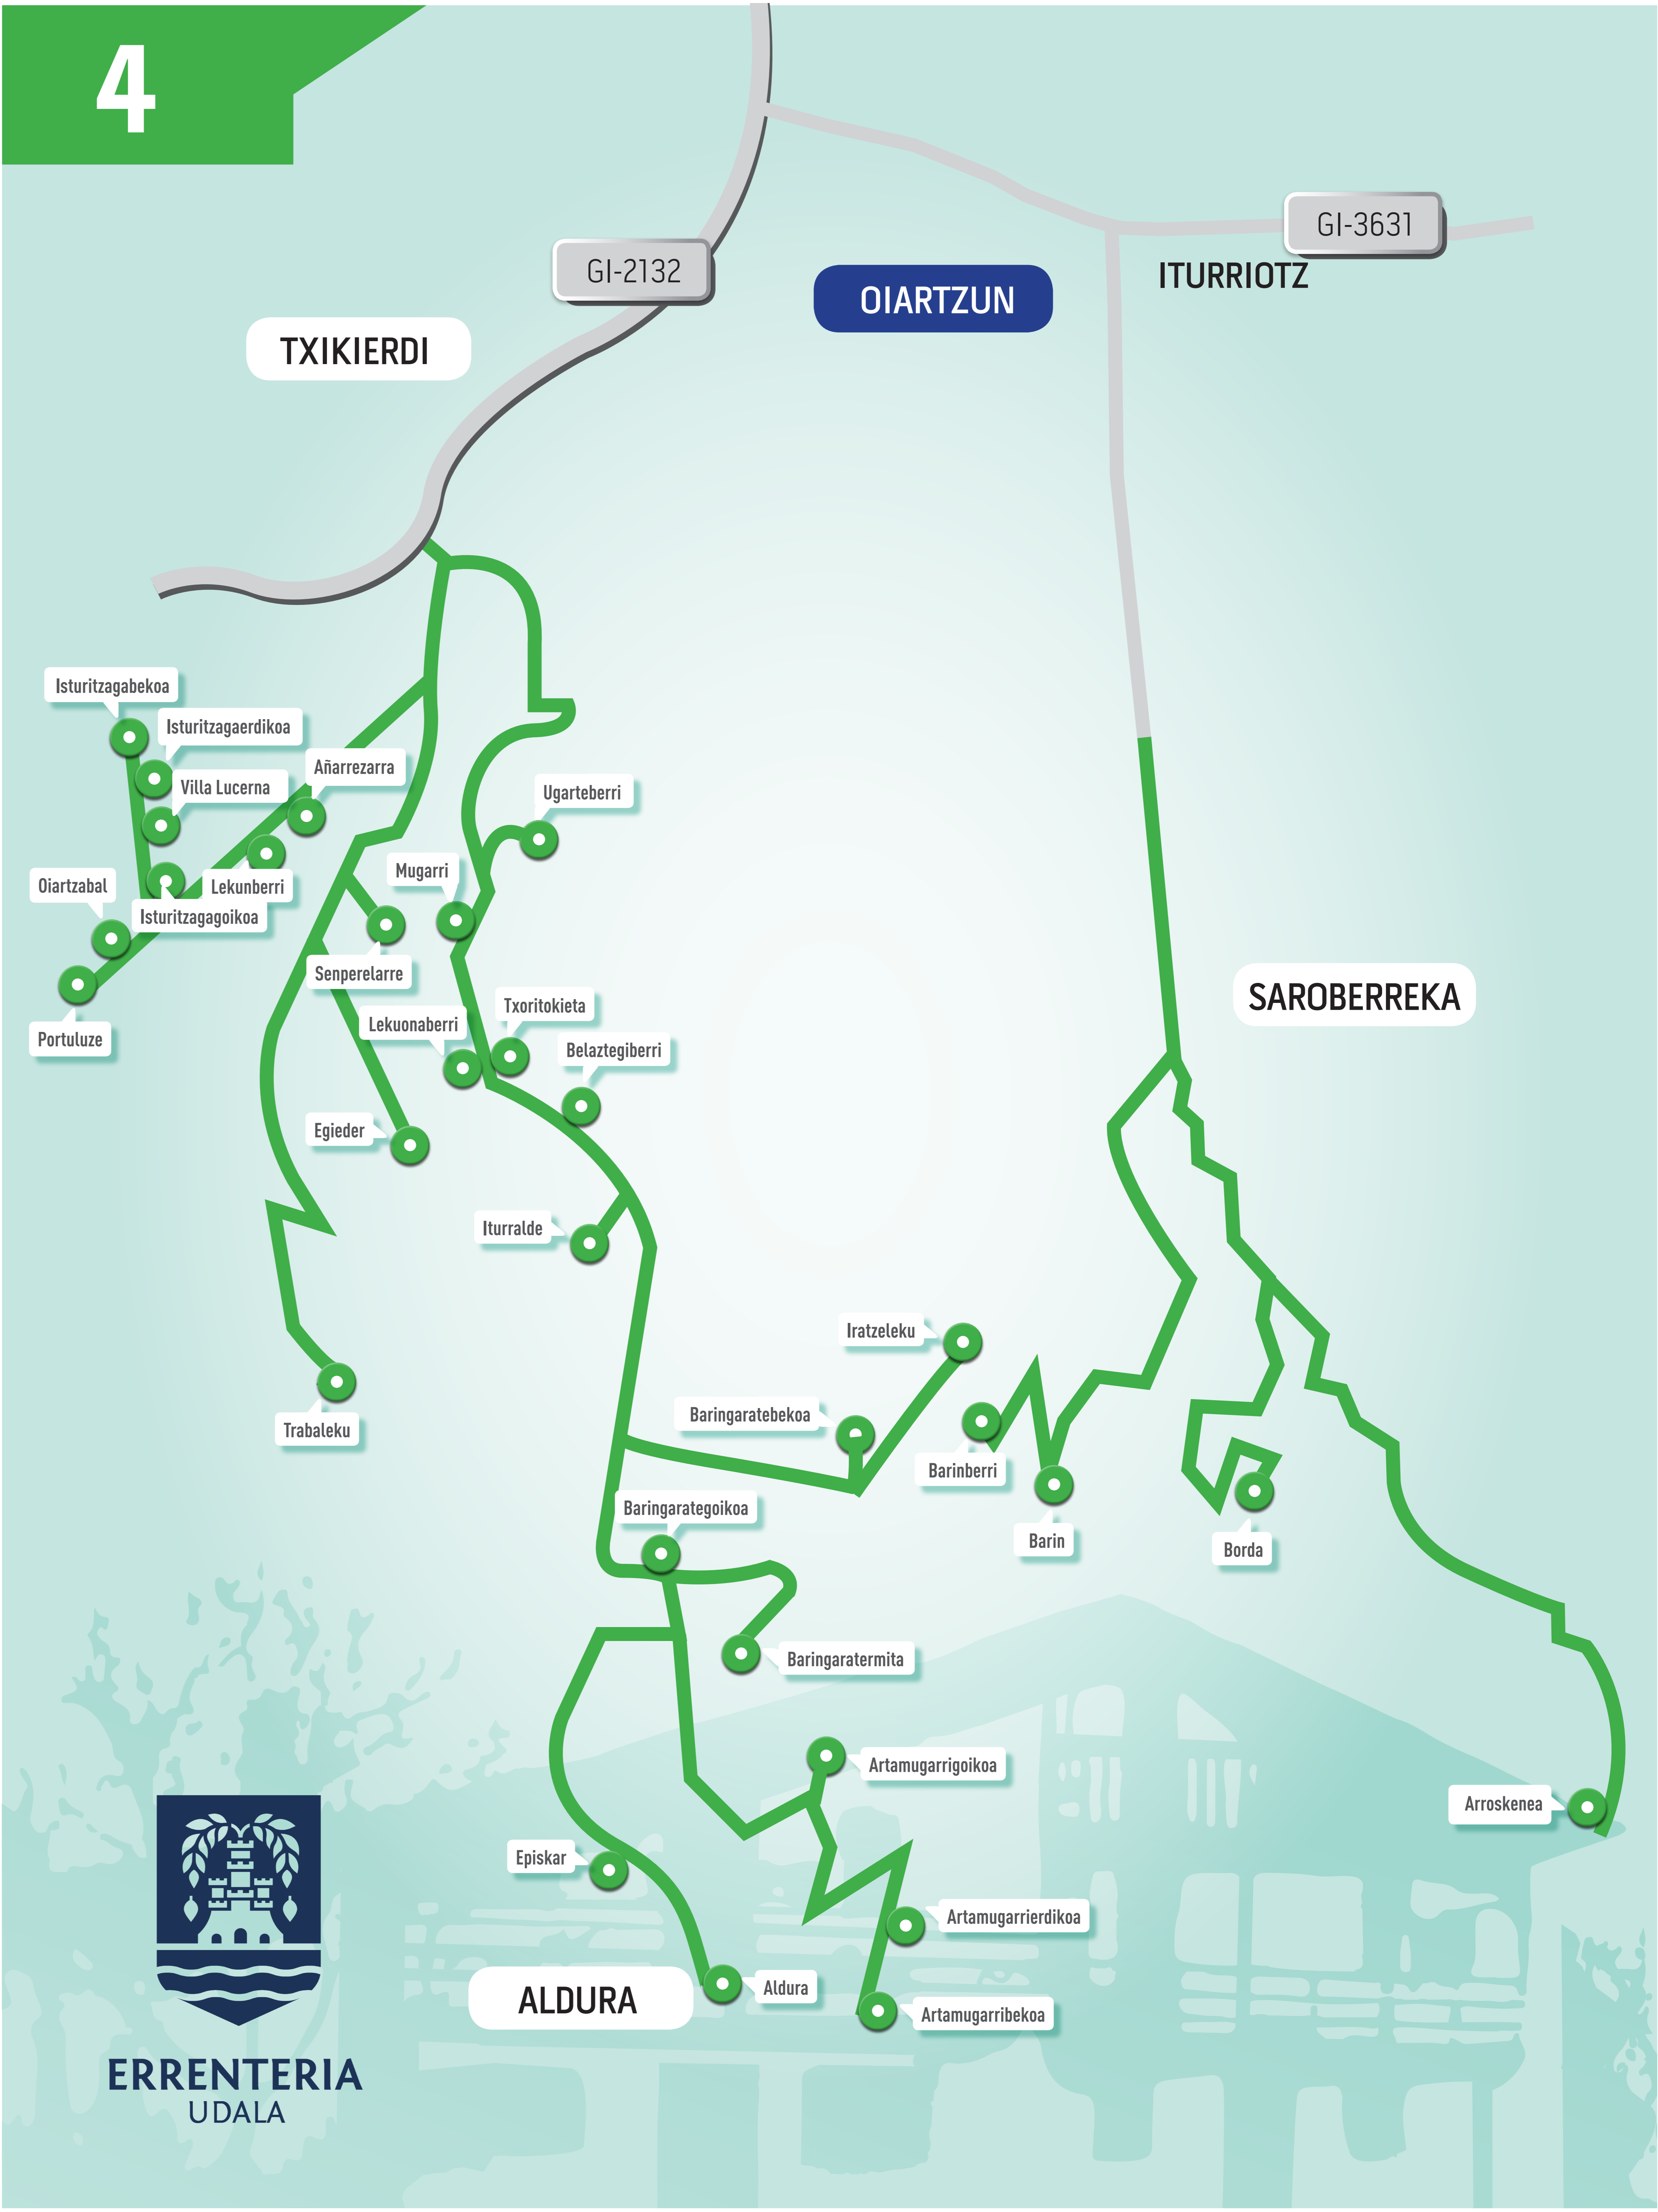 4
GI-3631
GI-2132
ITURRIOTZ
OIARTZUN
TXIKIERDI
Isturitzagabekoa
Isturitzagaerdikoa
Añarrezarra
Villa Lucerna
Ugarteberri
Mugarri
Oiartzabal
Lekunberri
Isturitzagagoikoa
Senperelarre
SAROBERREKA
Txoritokieta
Lekuonaberri
Portuluze
Belaztegiberri
Egieder
Iturralde
Iratzeleku
Baringaratebekoa
Trabaleku
Barinberri
Baringarategoikoa
Barin
Borda
Baringaratermita
Artamugarrigoikoa
Arroskenea
Episkar
Artamugarrierdikoa
Aldura
ALDURA
Artamugarribekoa
ERRENTERIA
UDALA